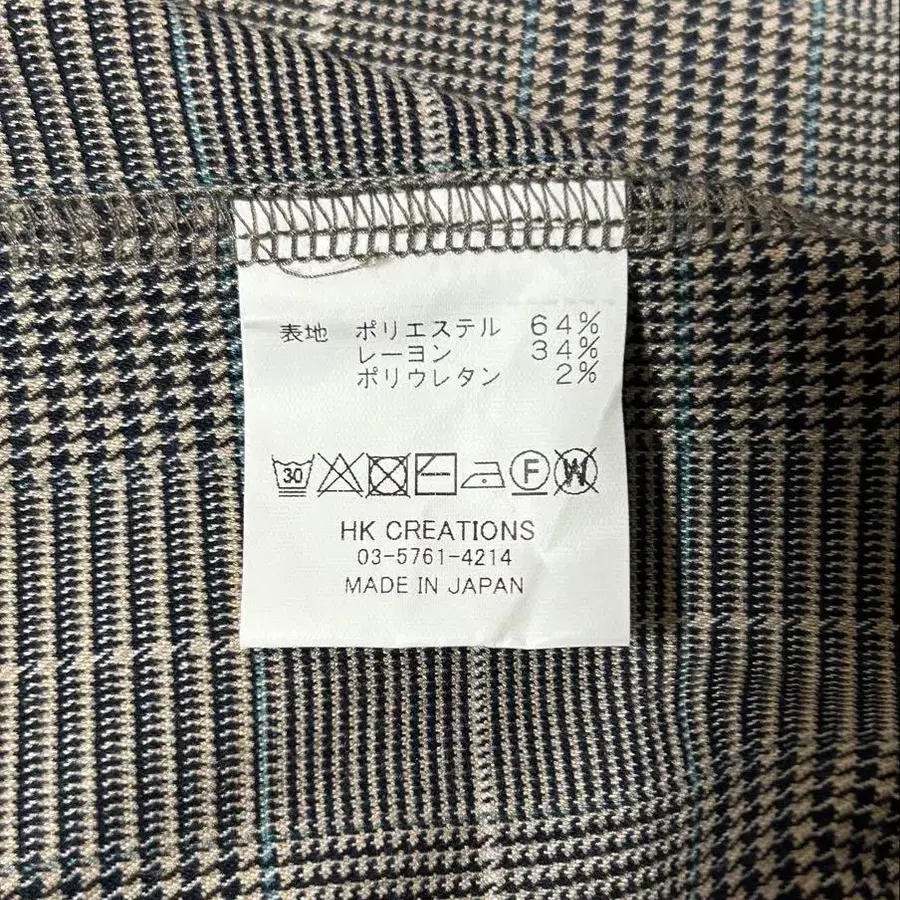 表地 ポリエステル 64%
レーヨン 34%
ポリウレタン 2%
30 F W
HK CREATIONS
03-5761-4214
MADE IN JAPAN